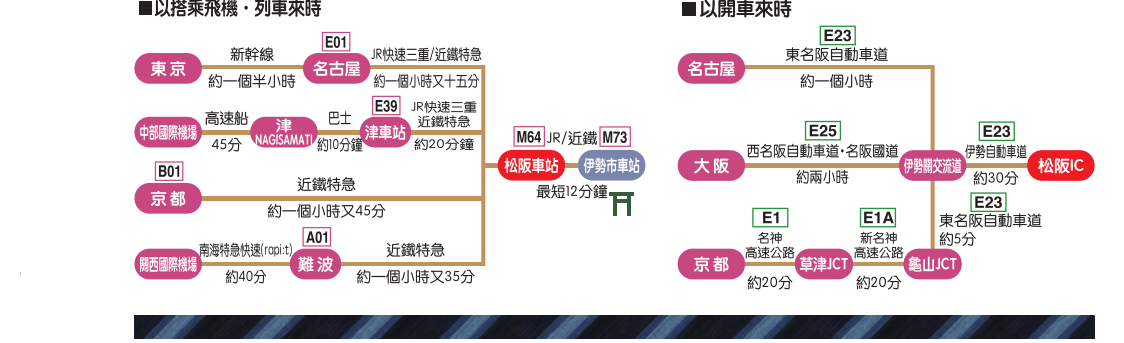 ■以搭乘飛機・列車來時
東京
新幹線
約一個半小時
E01
名古屋
JR快速三重/近鐵特急
約一個小時又十五分
中部國際機場
高速船
45分
津
NAGISAMATI
巴士
約10分鐘
E39
津車站
JR快速三重
近鐵特急
約20分鐘
B01
京都
近鐵特急
約一個小時又45分
關西國際機場
南海特急快速(rapi:t)
約40分
A01
難波
近鐵特急
約一個小時又35分
M64
松阪車站
JR/近鐵
最短12分鐘
M73
伊勢市車站
■以開車來時
名古屋
E23
東名阪自動車道
約一個小時
大阪
E25
西名阪自動車道・名阪國道
約兩小時
伊勢關交流道
E23
伊勢自動車道
約30分
松阪IC
E23
東名阪自動車道
約5分
京都
E1
名神
高速公路
約20分
草津JCT
E1A
新名神
高速公路
約20分
龜山JCT